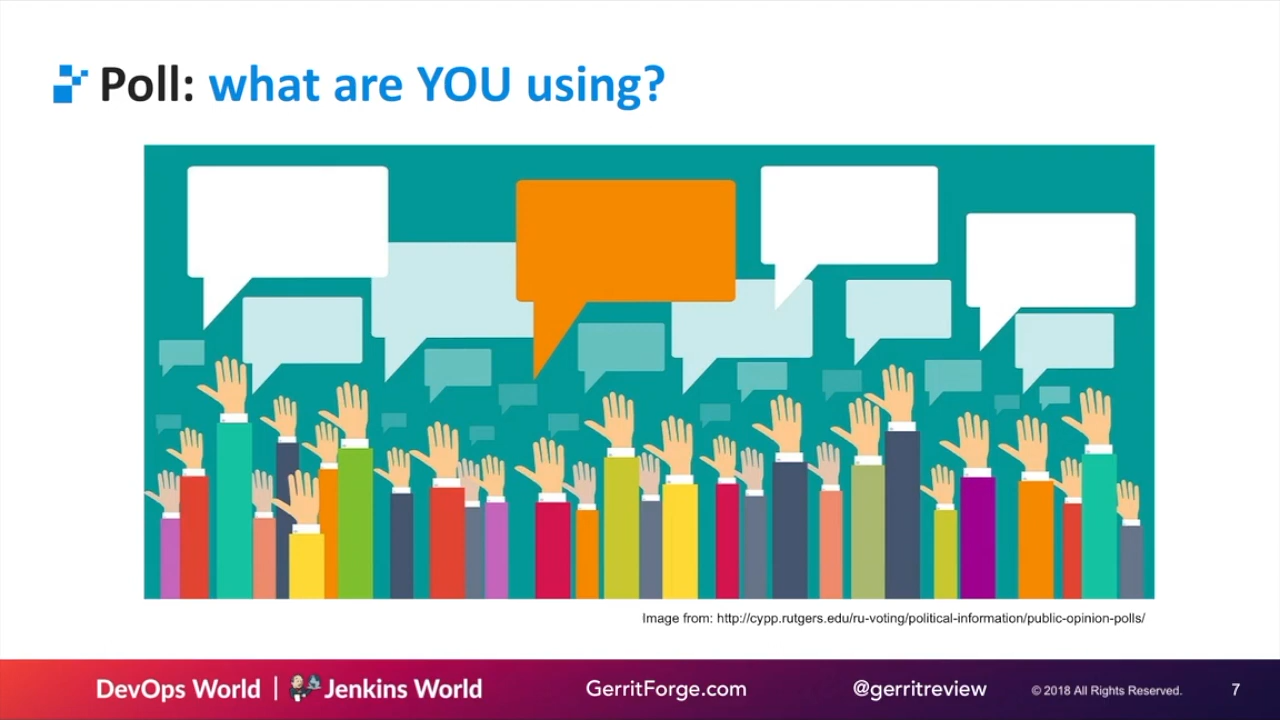 Poll: what are YOU using?
Image from: http://cypp.rutgers.edu/ru-voting/political-information/public-opinion-polls/
DevOps World | Jenkins World GerritForge.com @gerritreview © 2018 All Rights Reserved. 7